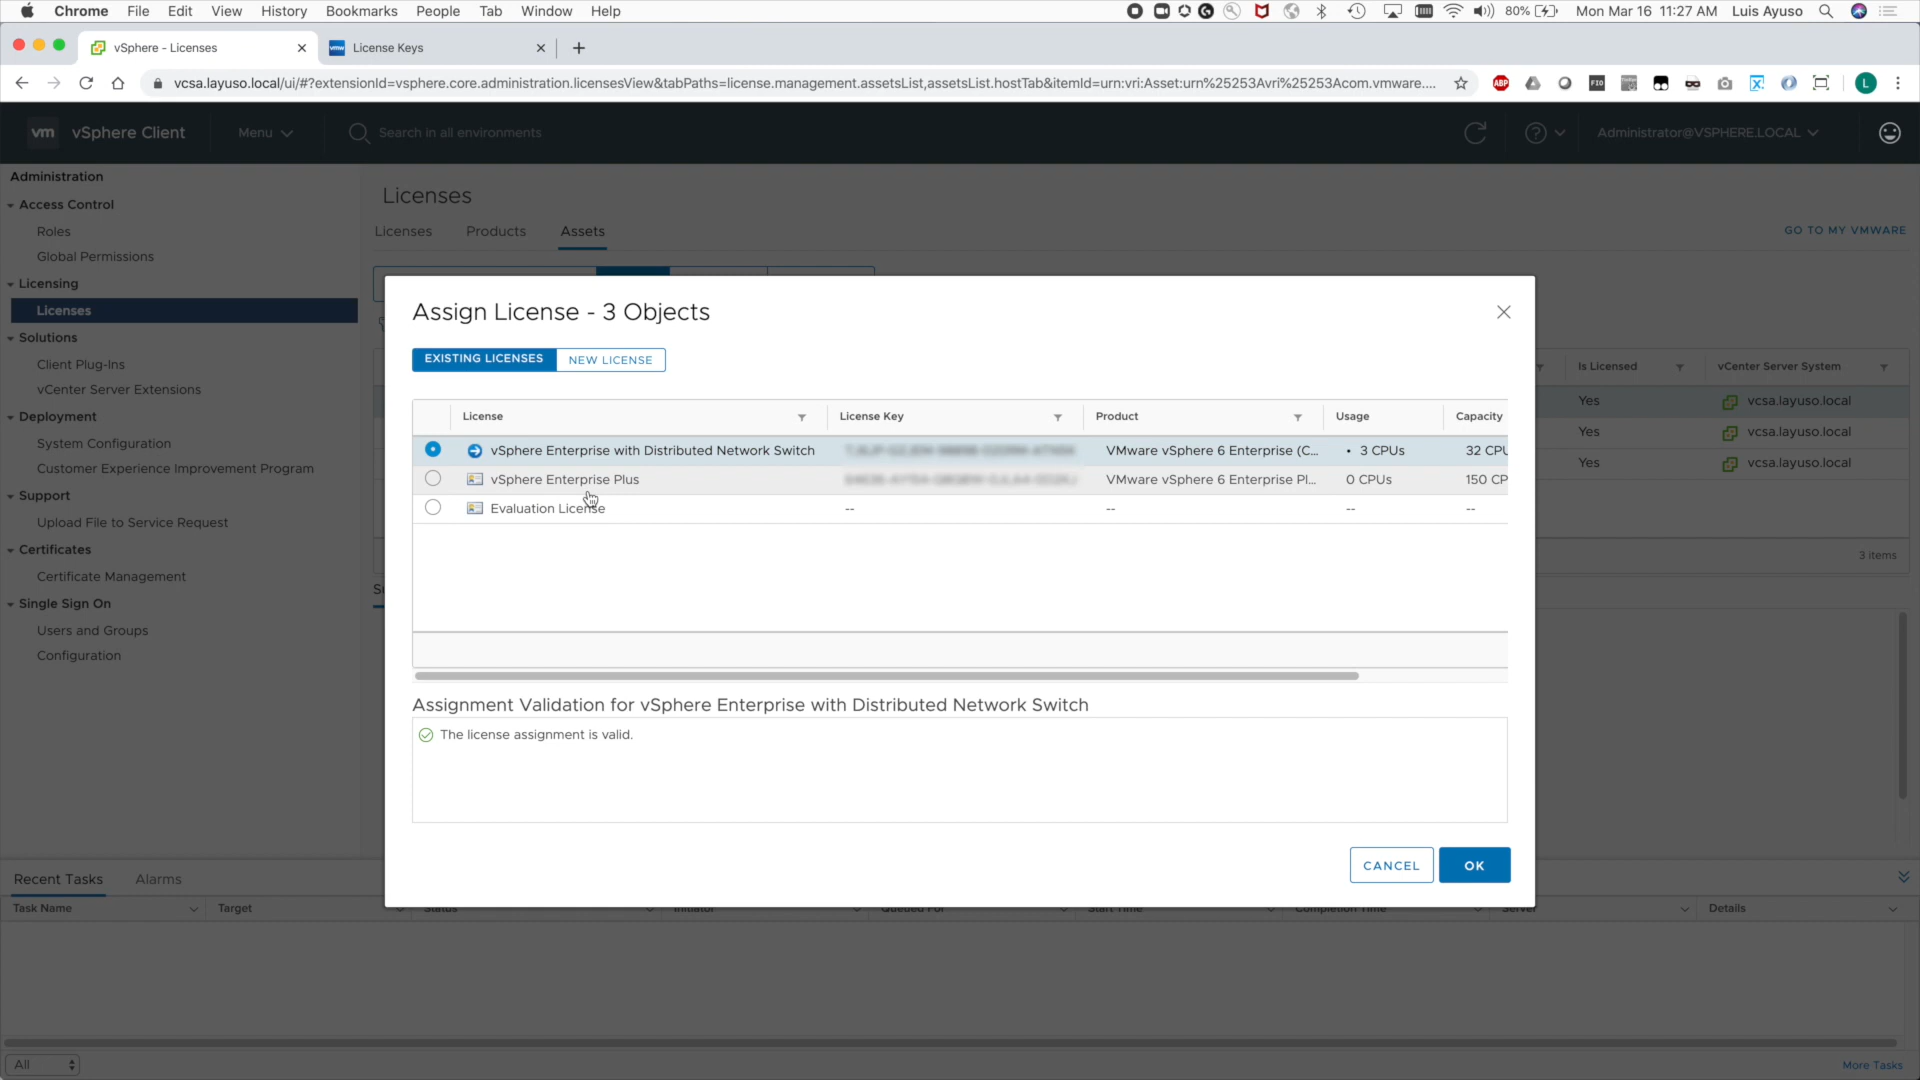 Chrome File Edit View History Bookmarks People Tab Window Help 80% Mon Mar 16 11:27 AM Luis Ayuso
vSphere - Licenses
vmw License Keys
vcsa.layuso.local/ui/#?extensionId=vsphere.core.administration.licensesView&tabPaths=license.management.assetsList,assetsList.hostTab&itemId=urn:vri:Asset:urn%25253Avri%25253Acom.vmware.... ABP FIO L
vm vSphere Client Menu Search in all environments Administrator@VSPHERE.LOCAL
Administration
Access Control
Roles
Global Permissions
Licensing
Licenses
Solutions
Client Plug-Ins
vCenter Server Extensions
Deployment
System Configuration
Customer Experience Improvement Program
Support
Upload File to Service Request
Certificates
Certificate Management
Single Sign On
Users and Groups
Configuration
Licenses
Licenses Products Assets GO TO MY VMWARE
Is Licensed vCenter Server System
Yes vcsa.layuso.local
Yes vcsa.layuso.local
Yes vcsa.layuso.local
3 items
Assign License - 3 Objects
EXISTING LICENSES NEW LICENSE
License License Key Product Usage Capacity
vSphere Enterprise with Distributed Network Switch VMware vSphere 6 Enterprise (C... • 3 CPUs 32 CPU
vSphere Enterprise Plus VMware vSphere 6 Enterprise Pl... 0 CPUs 150 CP
Evaluation License -- -- -- --
Assignment Validation for vSphere Enterprise with Distributed Network Switch
The license assignment is valid.
CANCEL OK
Recent Tasks Alarms
Task Name Target Status Initiator Queued For Start Time Completion Time Server Details
All More Tasks